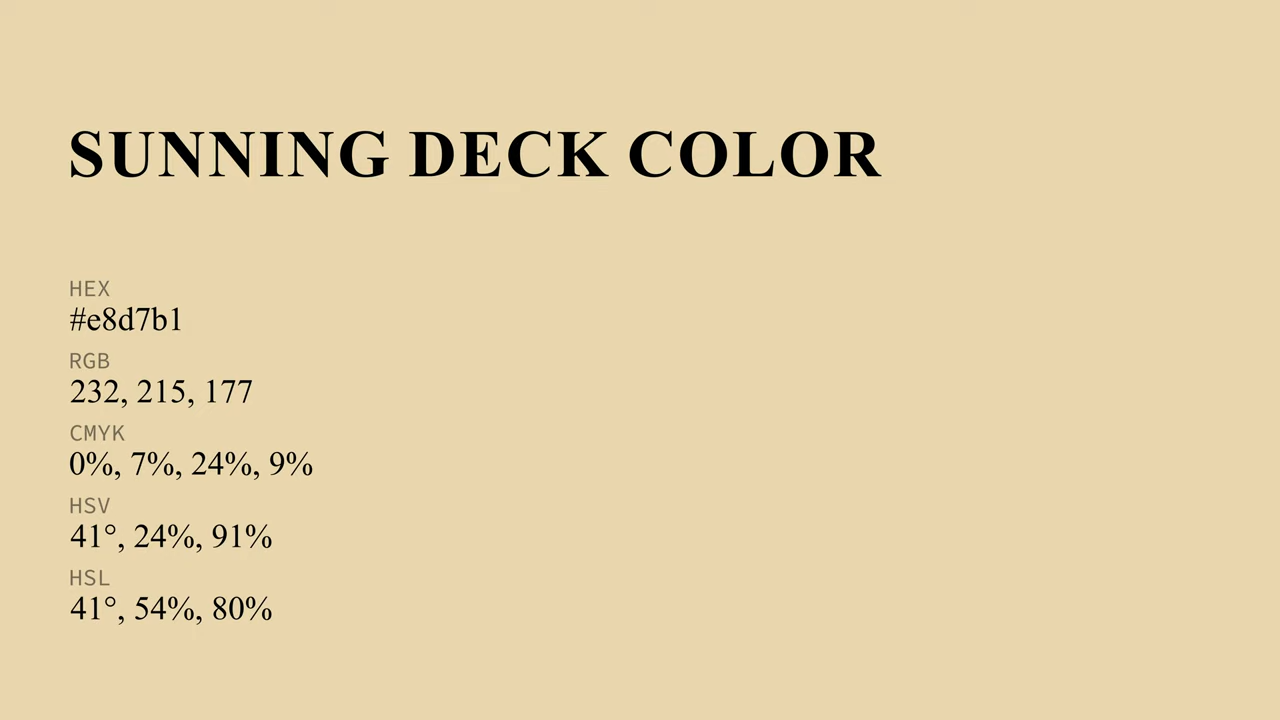 SUNNING DECK COLOR
HEX
#e8d7b1
RGB
232, 215, 177
CMYK
0%, 7%, 24%, 9%
HSV
41°, 24%, 91%
HSL
41°, 54%, 80%